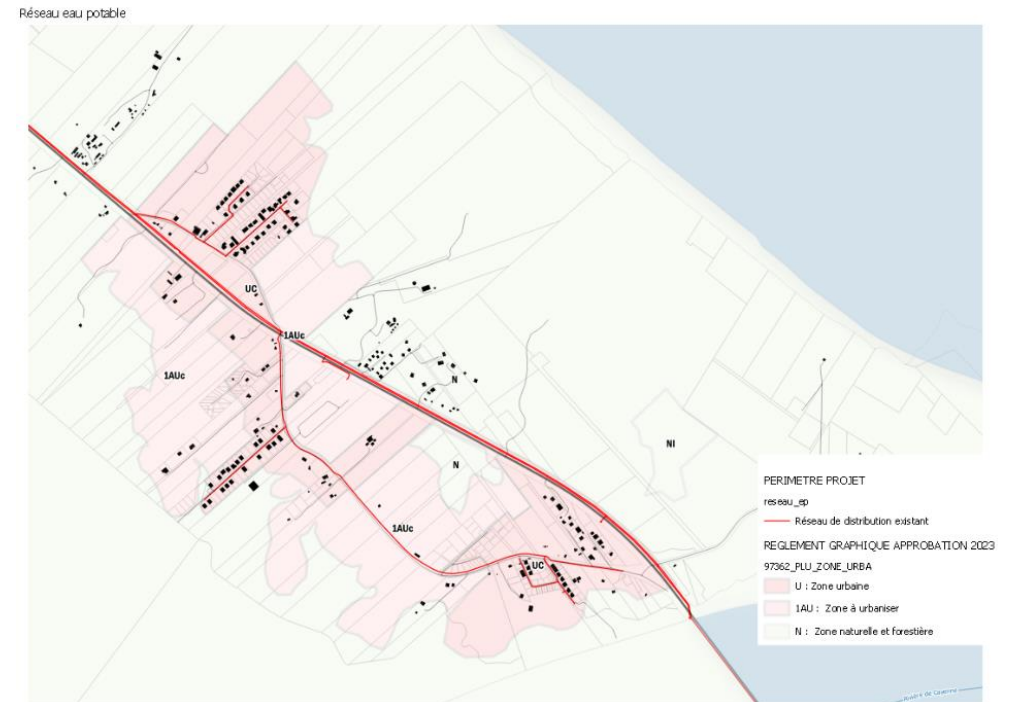 Réseau eau potable
UC
1AUc
1AUc
N
NI
N
1AUc
UC
PERIMETRE PROJET
reseau_ep
Réseau de distribution existant
REGLEMENT GRAPHIQUE APPROBATION 2023
97362_PLU_ZONE_URBA
U : Zone urbaine
1AU : Zone à urbaniser
N : Zone naturelle et forestière